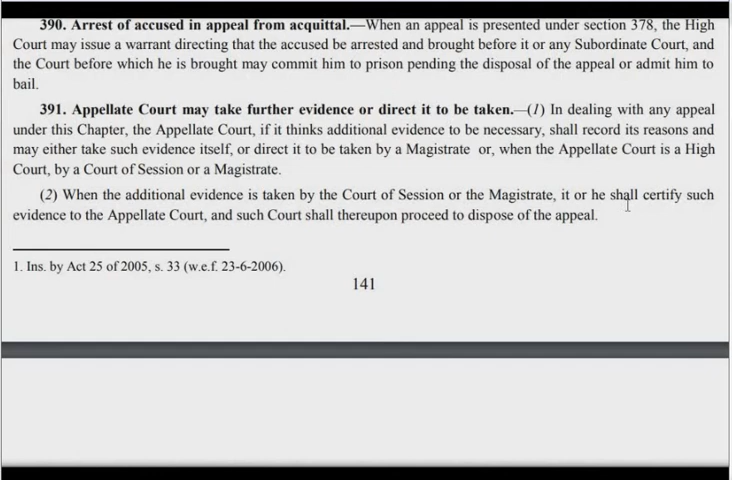 390. Arrest of accused in appeal from acquittal.—When an appeal is presented under section 378, the High
Court may issue a warrant directing that the accused be arrested and brought before it or any Subordinate Court, and
the Court before which he is brought may commit him to prison pending the disposal of the appeal or admit him to
bail.
391. Appellate Court may take further evidence or direct it to be taken.—(1) In dealing with any appeal
under this Chapter, the Appellate Court, if it thinks additional evidence to be necessary, shall record its reasons and
may either take such evidence itself, or direct it to be taken by a Magistrate or, when the Appellate Court is a High
Court, by a Court of Session or a Magistrate.
(2) When the additional evidence is taken by the Court of Session or the Magistrate, it or he shall certify such
evidence to the Appellate Court, and such Court shall thereupon proceed to dispose of the appeal.
1. Ins. by Act 25 of 2005, s. 33 (w.e.f. 23-6-2006).
141